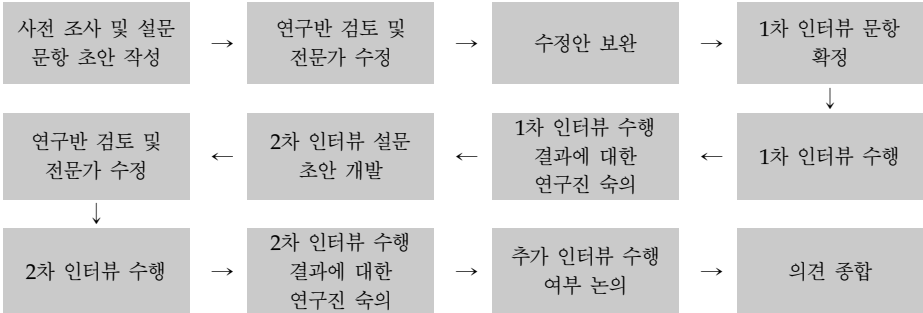 사전 조사 및 설문
문항 초안 작성
→
연구반 검토 및
전문가 수정
→
수정안 보완
→
1차 인터뷰 문항
확정
↓
1차 인터뷰 수행
←
1차 인터뷰 수행
결과에 대한
연구진 숙의
←
2차 인터뷰 설문
초안 개발
←
연구반 검토 및
전문가 수정
↓
2차 인터뷰 수행
→
2차 인터뷰 수행
결과에 대한
연구진 숙의
→
추가 인터뷰 수행
여부 논의
→
의견 종합